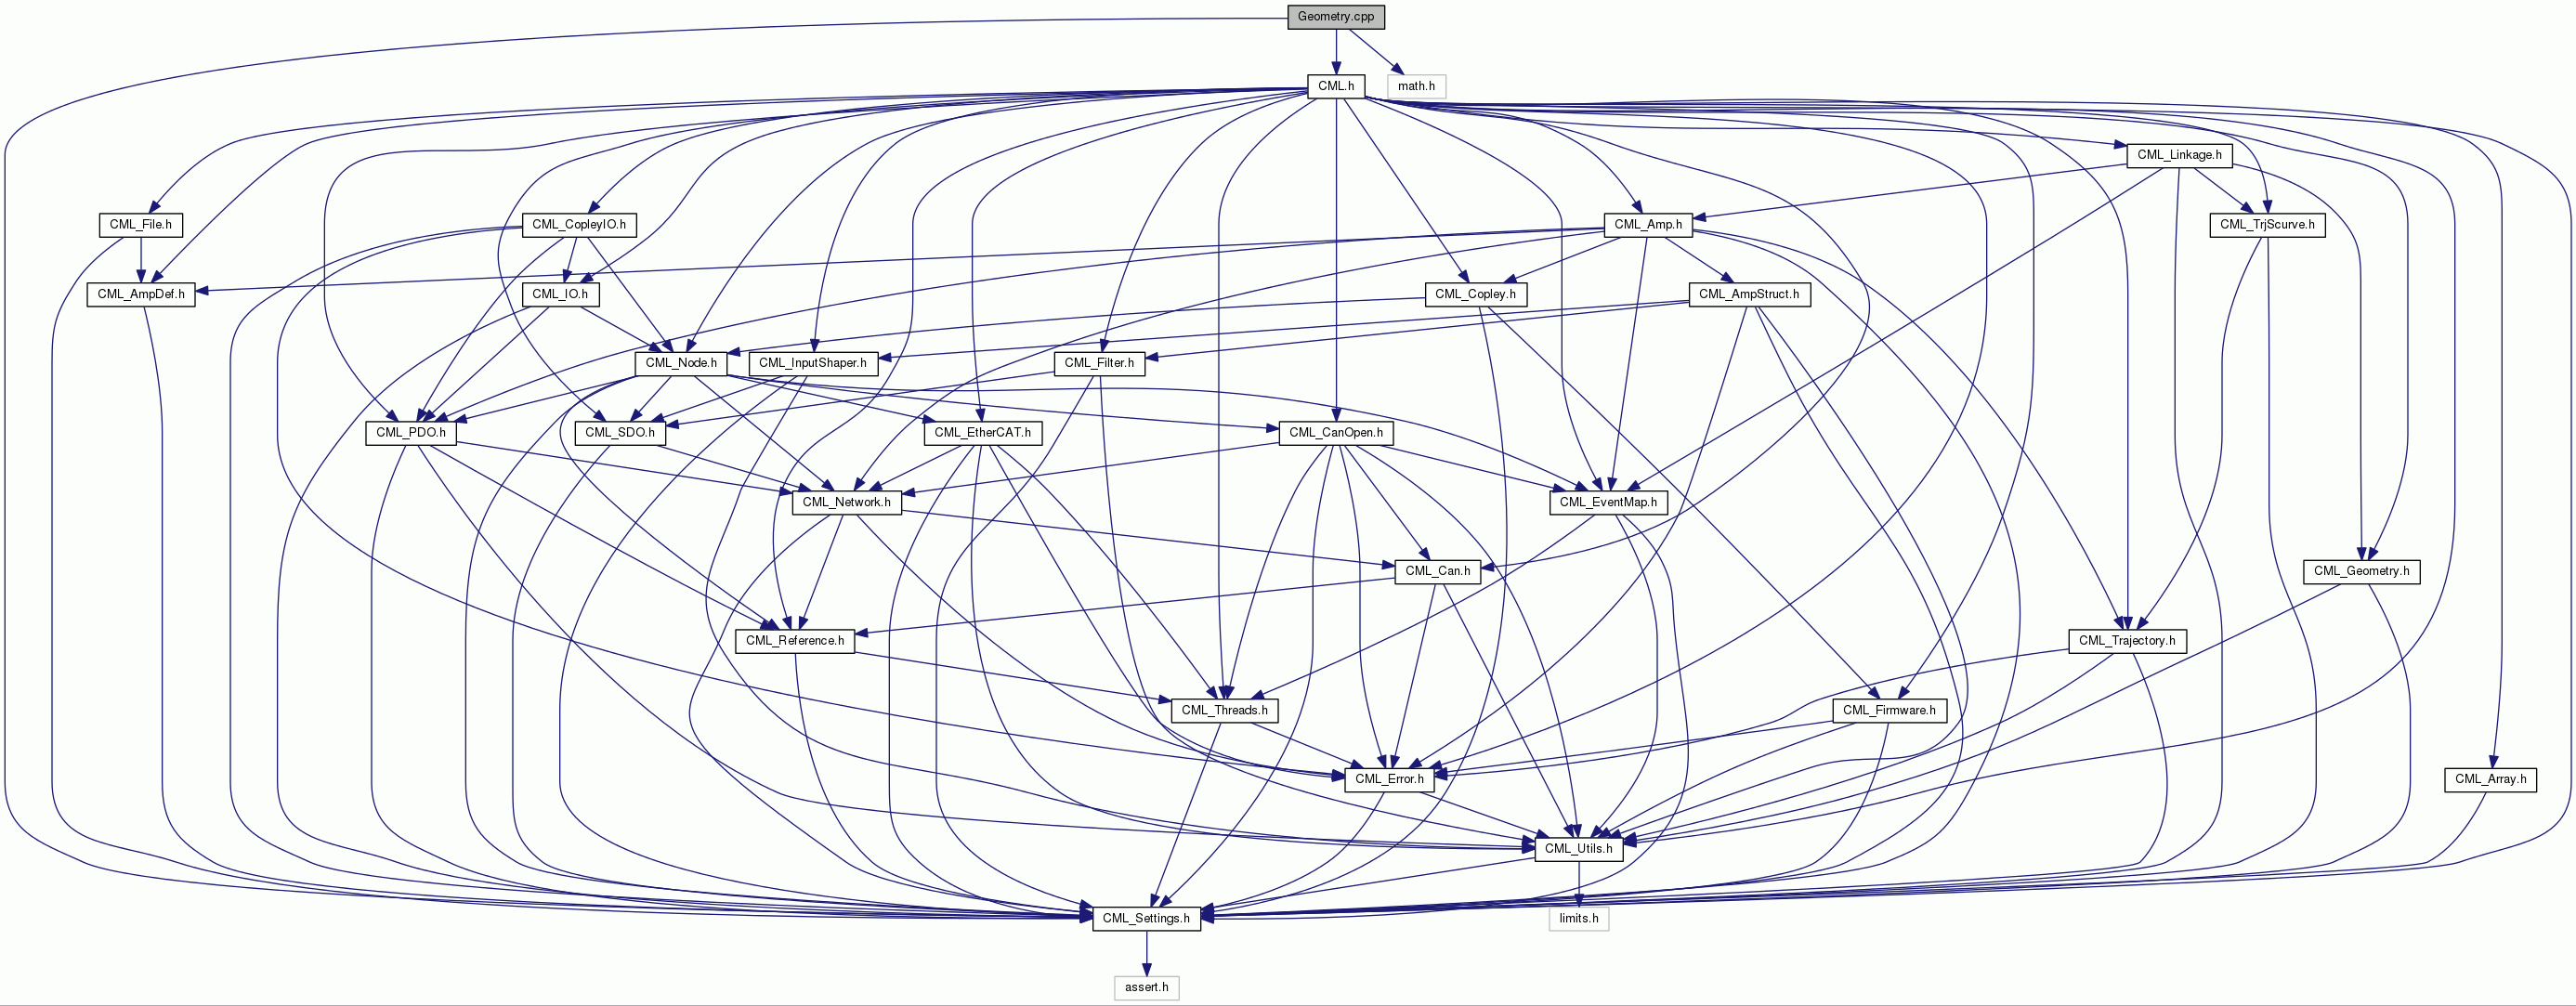 Geometry.cpp
CML.h
math.h
CML_Linkage.h
CML_File.h
CML_CopleyIO.h
CML_Amp.h
CML_TrjScurve.h
CML_AmpDef.h
CML_IO.h
CML_Copley.h
CML_AmpStruct.h
CML_Node.h
CML_InputShaper.h
CML_Filter.h
CML_PDO.h
CML_SDO.h
CML_EtherCAT.h
CML_CanOpen.h
CML_Network.h
CML_EventMap.h
CML_Can.h
CML_Geometry.h
CML_Reference.h
CML_Trajectory.h
CML_Threads.h
CML_Firmware.h
CML_Error.h
CML_Array.h
CML_Utils.h
CML_Settings.h
limits.h
assert.h